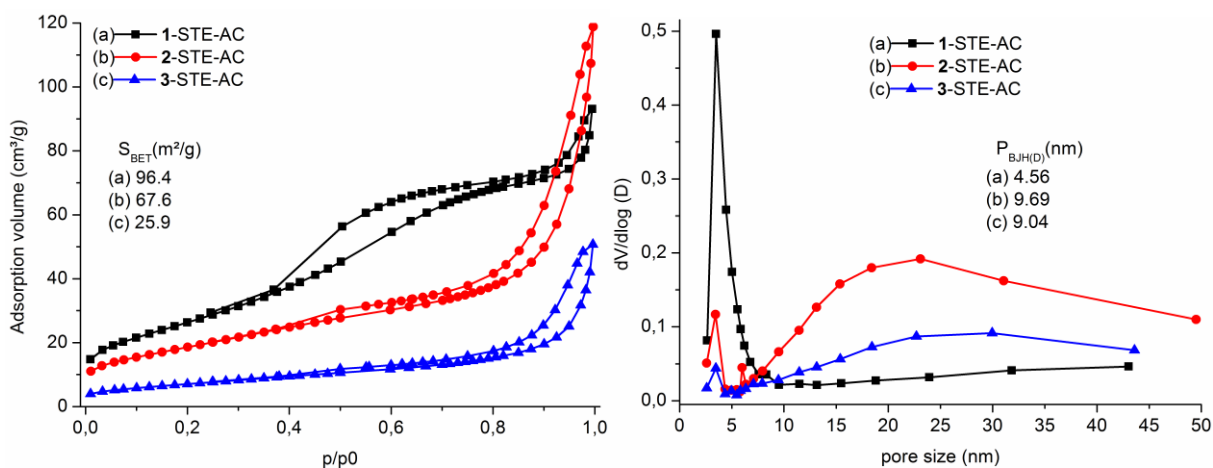 120
100
80
60
40
20
0
Adsorption volume (cm³/g)
(a) 1-STE-AC
(b) 2-STE-AC
(c) 3-STE-AC
S_BET(m²/g)
(a) 96.4
(b) 67.6
(c) 25.9
0,0 0,2 0,4 0,6 0,8 1,0
p/p0
0,5
0,4
0,3
0,2
0,1
0,0
dV/dlog (D)
(a) 1-STE-AC
(b) 2-STE-AC
(c) 3-STE-AC
P_BJH(D)(nm)
(a) 4.56
(b) 9.69
(c) 9.04
0 5 10 15 20 25 30 35 40 45 50
pore size (nm)